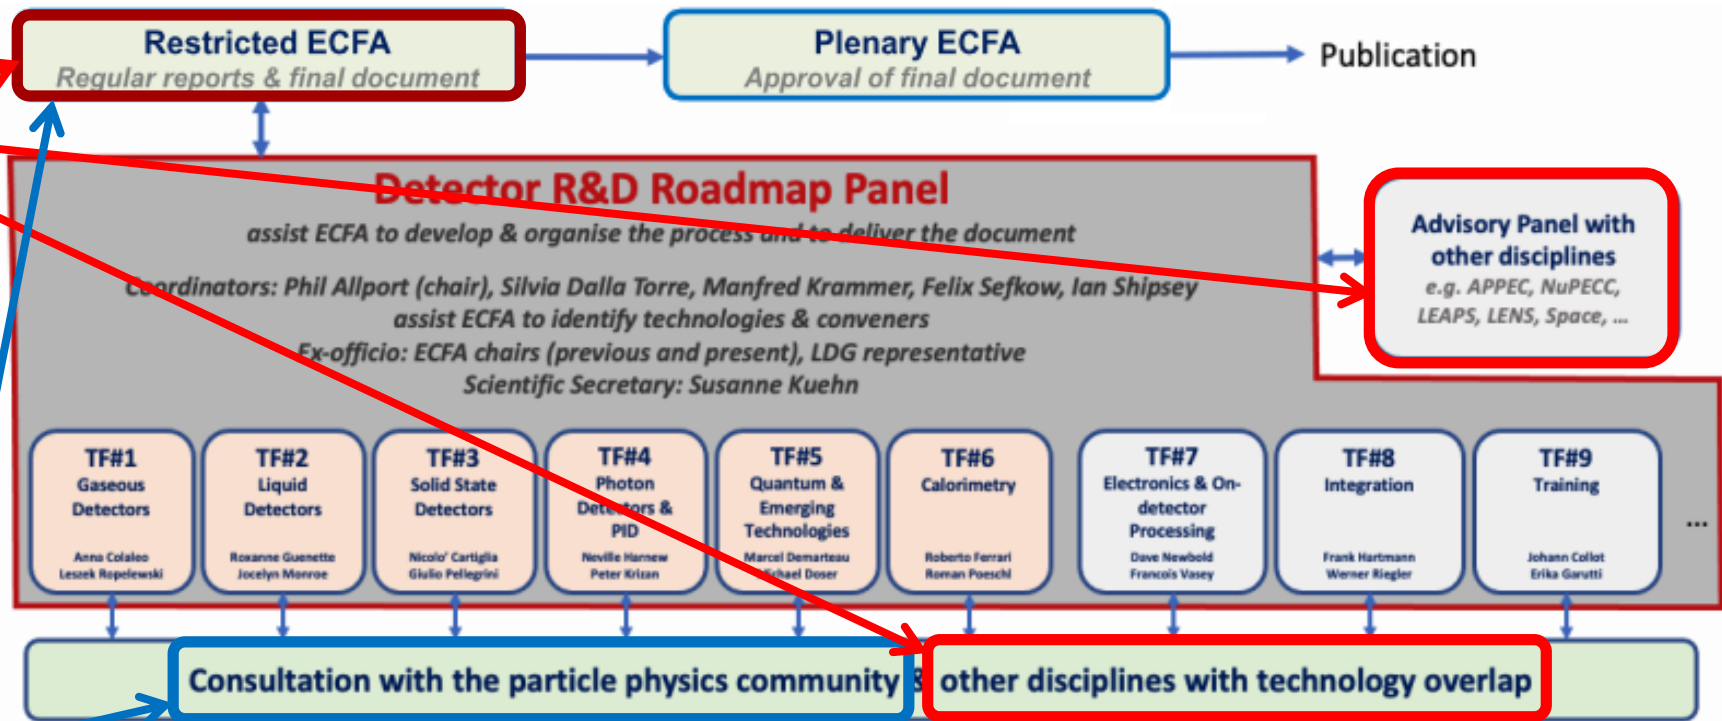 Restricted ECFA
Regular reports & final document
Plenary ECFA
Approval of final document
Publication
Detector R&D Roadmap Panel
assist ECFA to develop & organise the process and to deliver the document
Coordinators: Phil Allport (chair), Silvia Dalla Torre, Manfred Krammer, Felix Sefkow, Ian Shipsey
assist ECFA to identify technologies & conveners
Ex-officio: ECFA chairs (previous and present), LDG representative
Scientific Secretary: Susanne Kuehn
Advisory Panel with
other disciplines
e.g. APPEC, NuPECC,
LEAPS, LENS, Space, ...
TF#1
Gaseous
Detectors
Anna Colaleo
Leszek Ropelewski
TF#2
Liquid
Detectors
Roxanne Guenette
Jocelyn Monroe
TF#3
Solid State
Detectors
Nicolo' Cartiglia
Giulio Pellegrini
TF#4
Photon
Detectors &
PID
Neville Harnew
Peter Krizan
TF#5
Quantum &
Emerging
Technologies
Marcel Demarteau
Michael Doser
TF#6
Calorimetry
Roberto Ferrari
Roman Poeschl
TF#7
Electronics & On-
detector
Processing
Dave Newbold
Francois Vasey
TF#8
Integration
Frank Hartmann
Werner Riegler
TF#9
Training
Johann Collot
Erika Garutti
...
Consultation with the particle physics community & other disciplines with technology overlap